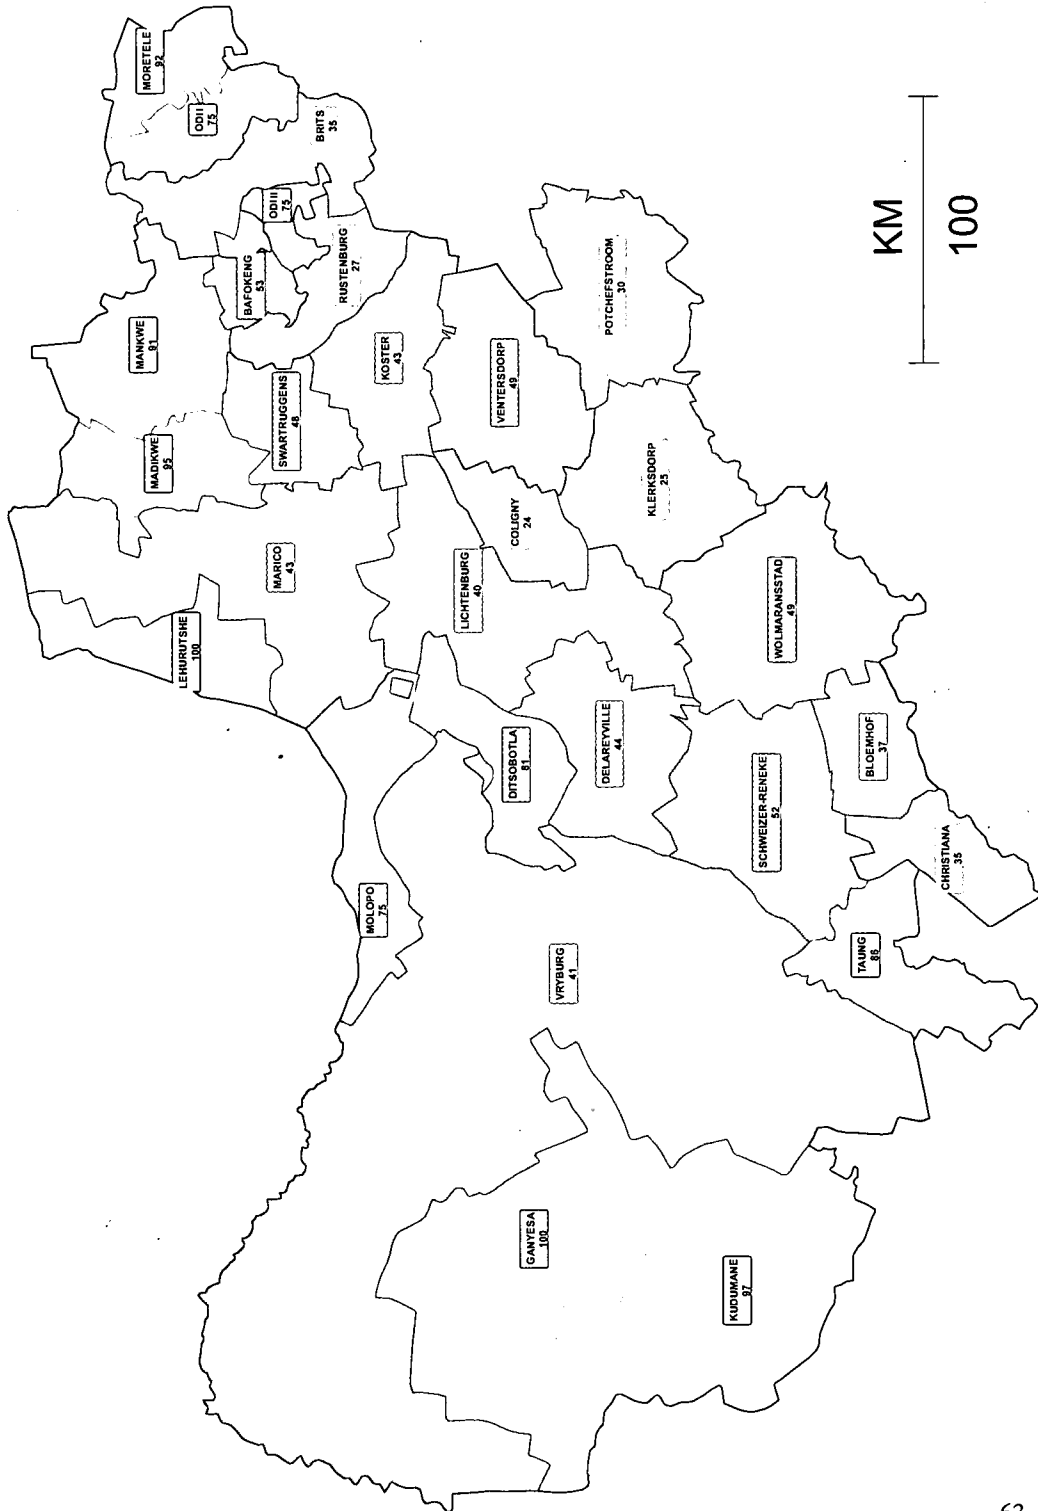 MORETELE
92
ODI I
75
BRITS
35
ODI II
75
BAFOKENG
53
RUSTENBURG
27
MANKWE
91
KOSTER
43
SWARTRUGGENS
48
MADIKWE
95
VENTERSDORP
49
POTCHEFSTROOM
30
MARICO
43
LICHTENBURG
40
COLIGNY
24
KLERKSDORP
25
LEHURUTSHE
100
DITSOBOTLA
81
DELAREYVILLE
44
WOLMARANSSTAD
49
BLOEMHOF
37
SCHWEIZER-RENEKE
52
CHRISTIANA
35
MOLOPO
75
VRYBURG
41
TAUNG
86
GANYESA
100
KUDUMANE
97
KM
100
62